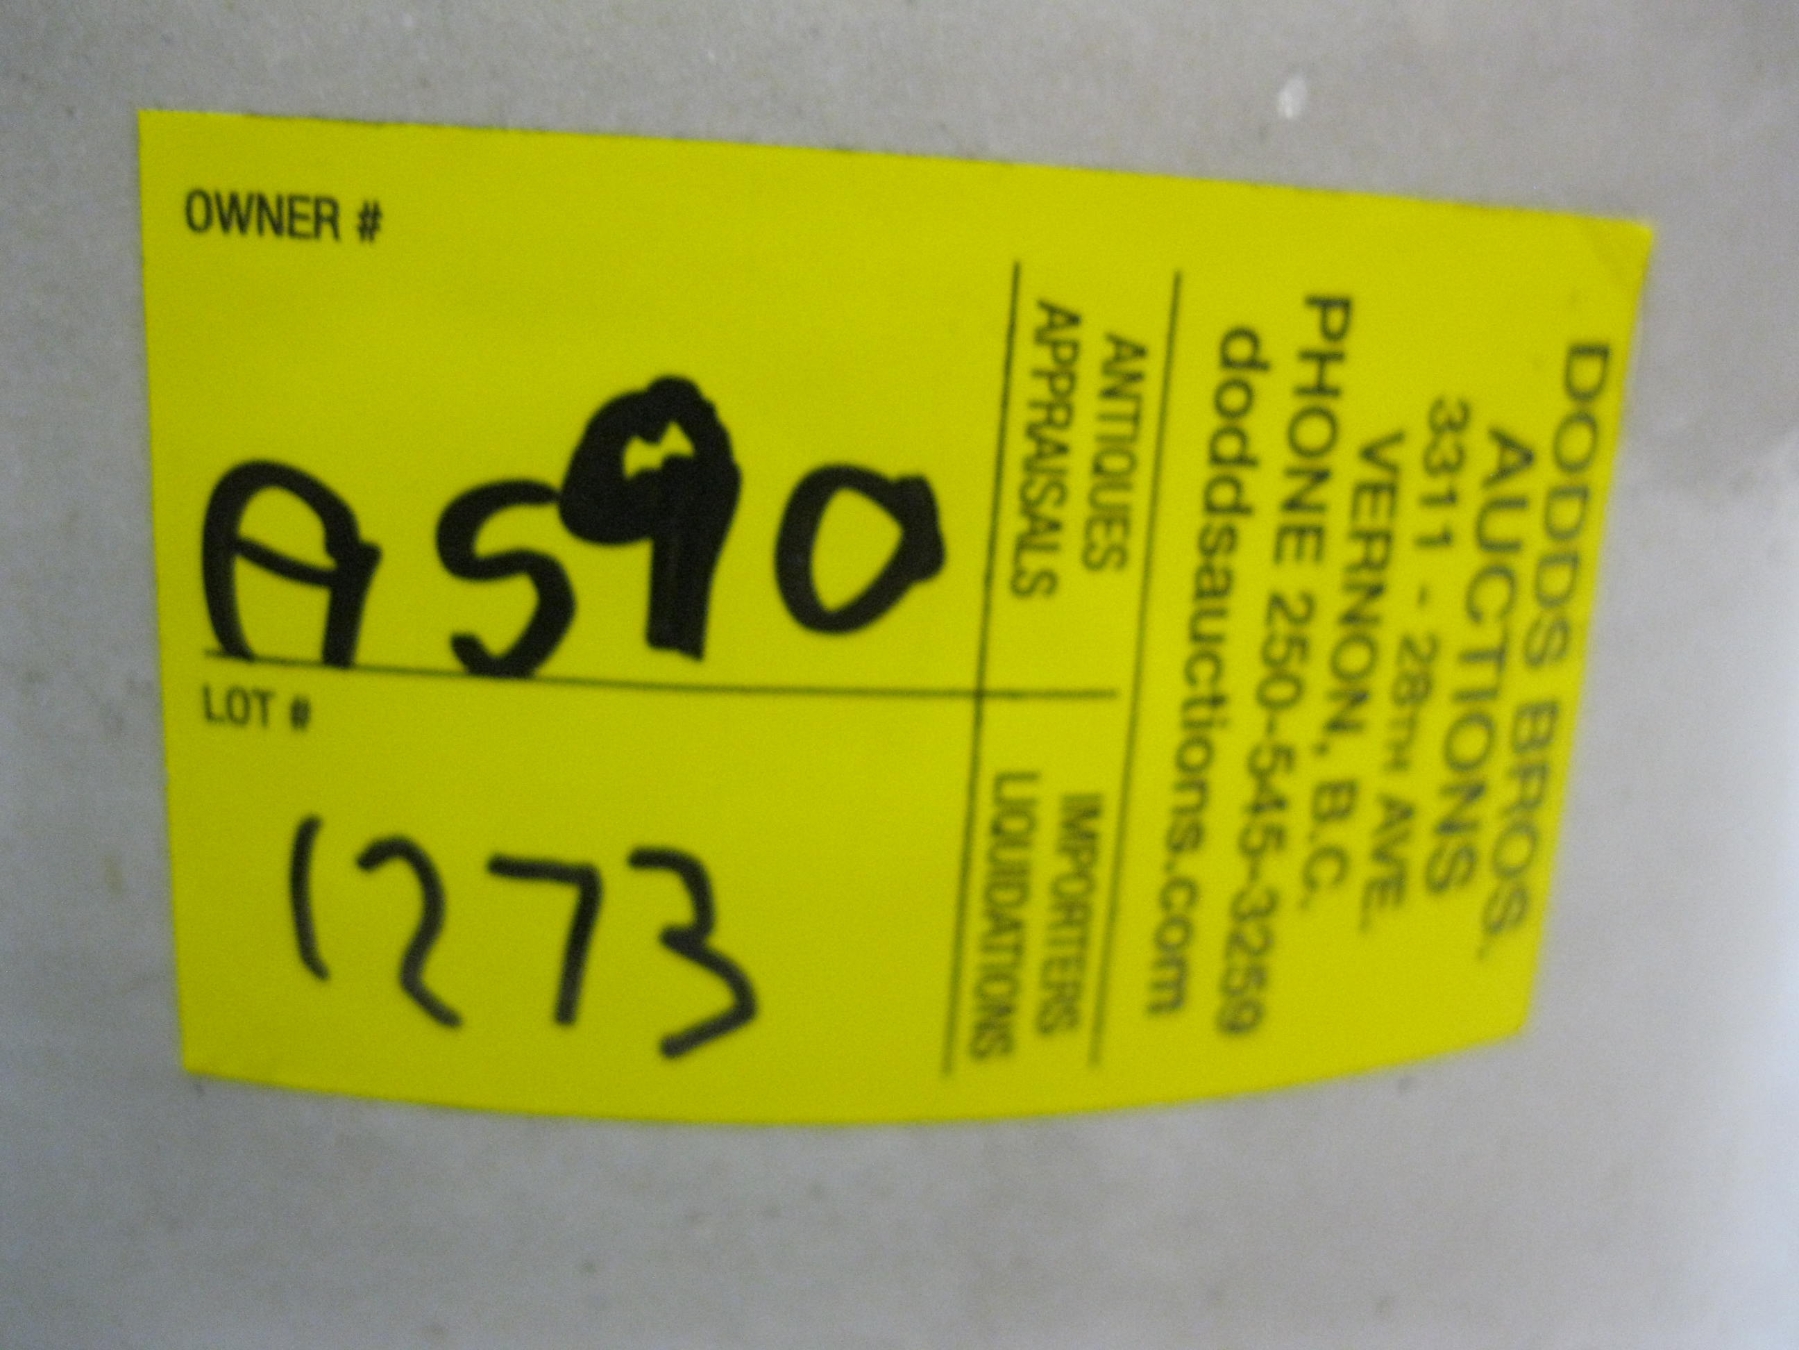 OWNER #
A590
LOT #
1273
DODDS BROS.
AUCTIONS
3311 - 28TH AVE.
VERNON, B.C.
PHONE 250-545-3259
doddsauctions.com
ANTIQUES
APPRAISALS
IMPORTERS
LIQUIDATIONS